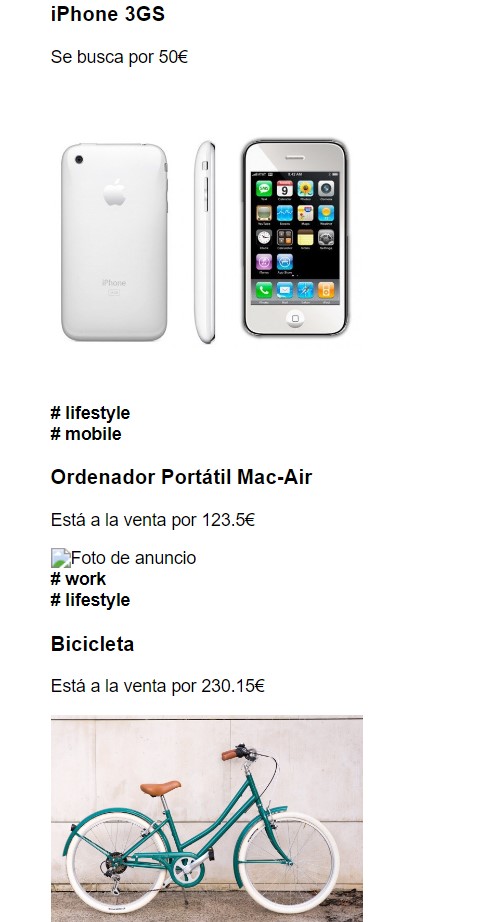 iPhone 3GS
Se busca por 50€
iPhone
# lifestyle
# mobile
Ordenador Portátil Mac-Air
Está a la venta por 123.5€
Foto de anuncio
# work
# lifestyle
Bicicleta
Está a la venta por 230.15€